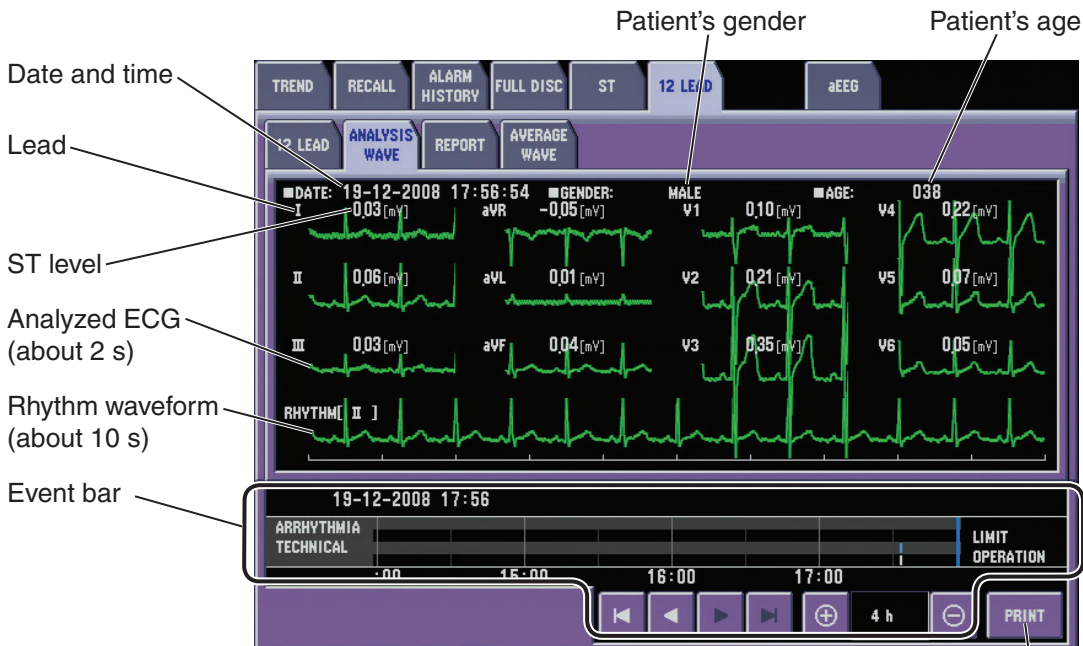 Patient's gender
Patient's age
Date and time
Lead
ST level
Analyzed ECG
(about 2 s)
Rhythm waveform
(about 10 s)
Event bar
TREND
RECALL
ALARM
HISTORY
FULL DISC
ST
12 LEAD
aEEG
12 LEAD
ANALYSIS
WAVE
REPORT
AVERAGE
WAVE
■DATE: 19-12-2008 17:56:54 ■GENDER: MALE ■AGE: 038
I 0.03[mV] aVR -0.05[mV] V1 0.10[mV] V4 0.22[mV]
II 0.06[mV] aVL 0.01[mV] V2 0.21[mV] V5 0.07[mV]
III 0.03[mV] aVF 0.04[mV] V3 0.35[mV] V6 0.05[mV]
RHYTHM[ II ]
19-12-2008 17:56
ARRHYTHMIA
TECHNICAL
LIMIT
OPERATION
:00 15:00 16:00 17:00
4 h
PRINT